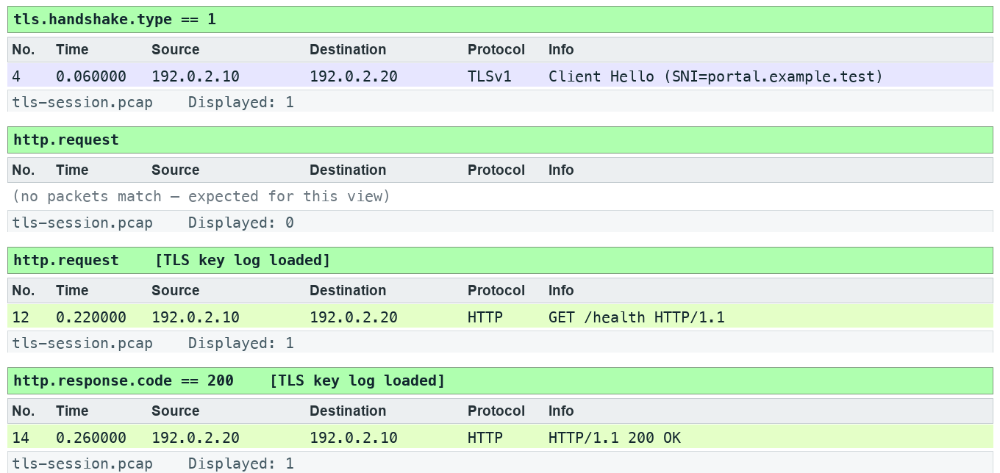 tls.handshake.type == 1
No. Time Source Destination Protocol Info
4 0.060000 192.0.2.10 192.0.2.20 TLSv1 Client Hello (SNI=portal.example.test)
tls-session.pcap Displayed: 1
http.request
No. Time Source Destination Protocol Info
(no packets match — expected for this view)
tls-session.pcap Displayed: 0
http.request [TLS key log loaded]
No. Time Source Destination Protocol Info
12 0.220000 192.0.2.10 192.0.2.20 HTTP GET /health HTTP/1.1
tls-session.pcap Displayed: 1
http.response.code == 200 [TLS key log loaded]
No. Time Source Destination Protocol Info
14 0.260000 192.0.2.20 192.0.2.10 HTTP HTTP/1.1 200 OK
tls-session.pcap Displayed: 1